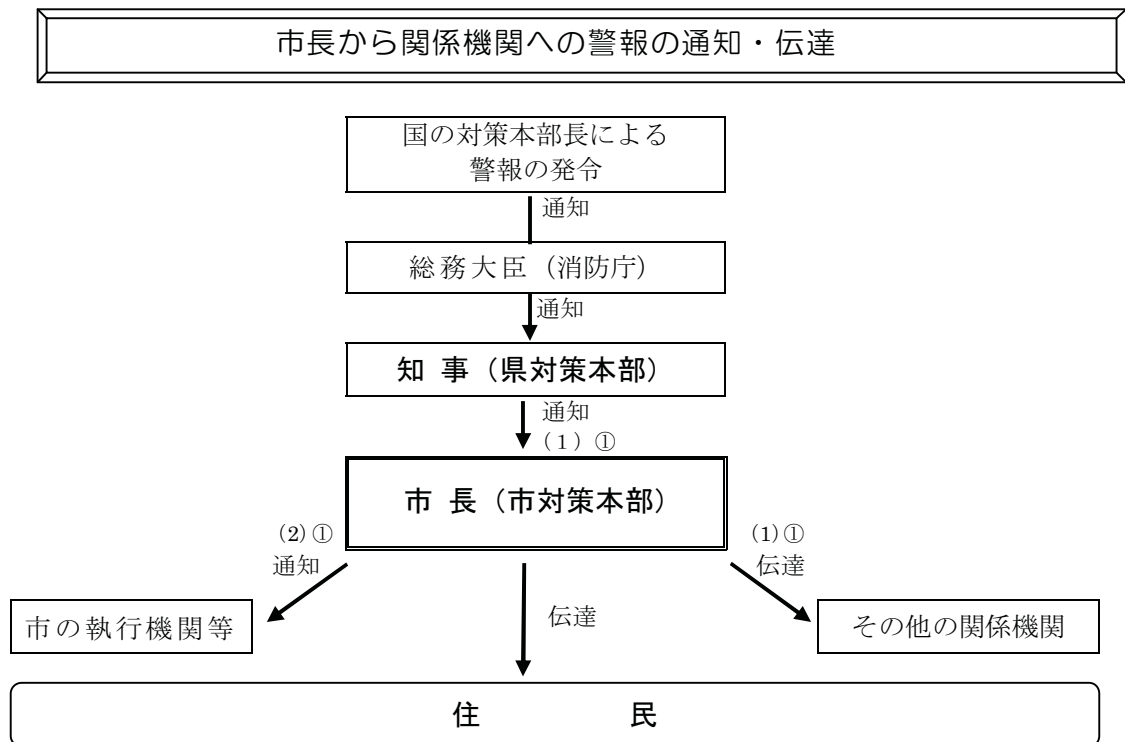 市長から関係機関への警報の通知・伝達
国の対策本部長による
警報の発令
通知
総務大臣（消防庁）
通知
知 事（県対策本部）
通知
(１) ①
市 長（市対策本部）
(2)①
通知
(1)①
伝達
伝達
市の執行機関等
その他の関係機関
住 民